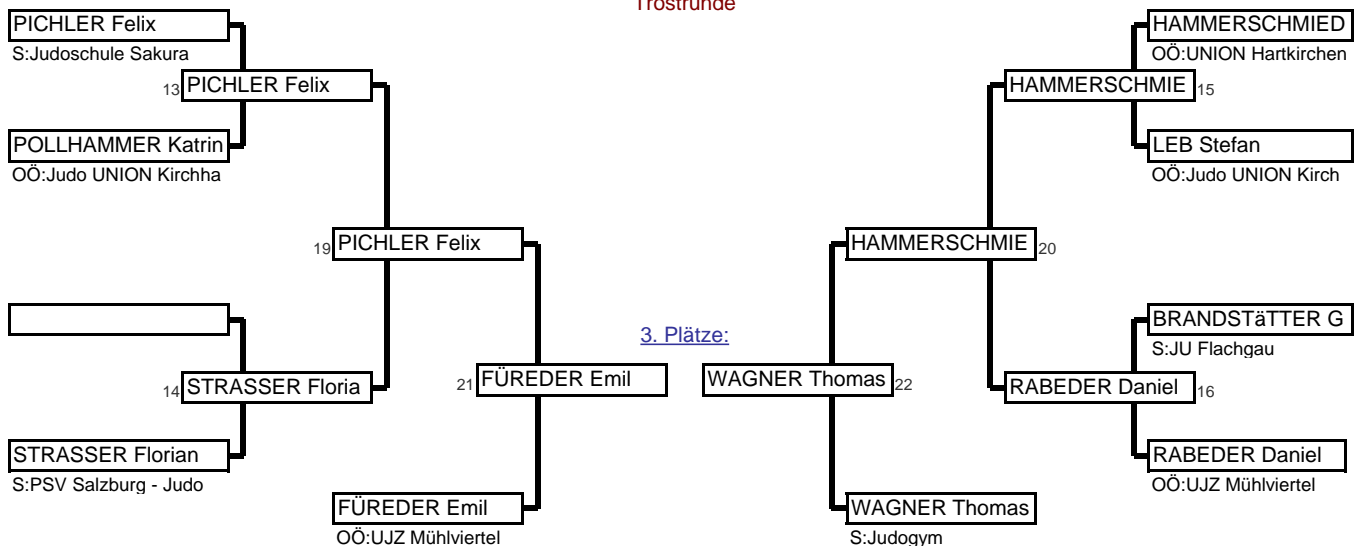 Trostrunde
PICHLER Felix
S:Judoschule Sakura
13 PICHLER Felix
POLLHAMMER Katrin
OÖ:Judo UNION Kirchha
19 PICHLER Felix
14 STRASSER Floria
STRASSER Florian
S:PSV Salzburg - Judo
21 FÜREDER Emil
FÜREDER Emil
OÖ:UJZ Mühlviertel
3. Plätze:
HAMMERSCHMIED
OÖ:UNION Hartkirchen
HAMMERSCHMIE 15
LEB Stefan
OÖ:Judo UNION Kirch
HAMMERSCHMIE 20
BRANDSTäTTER G
S:JU Flachgau
WAGNER Thomas 22
RABEDER Daniel 16
RABEDER Daniel
OÖ:UJZ Mühlviertel
WAGNER Thomas
S:Judogym